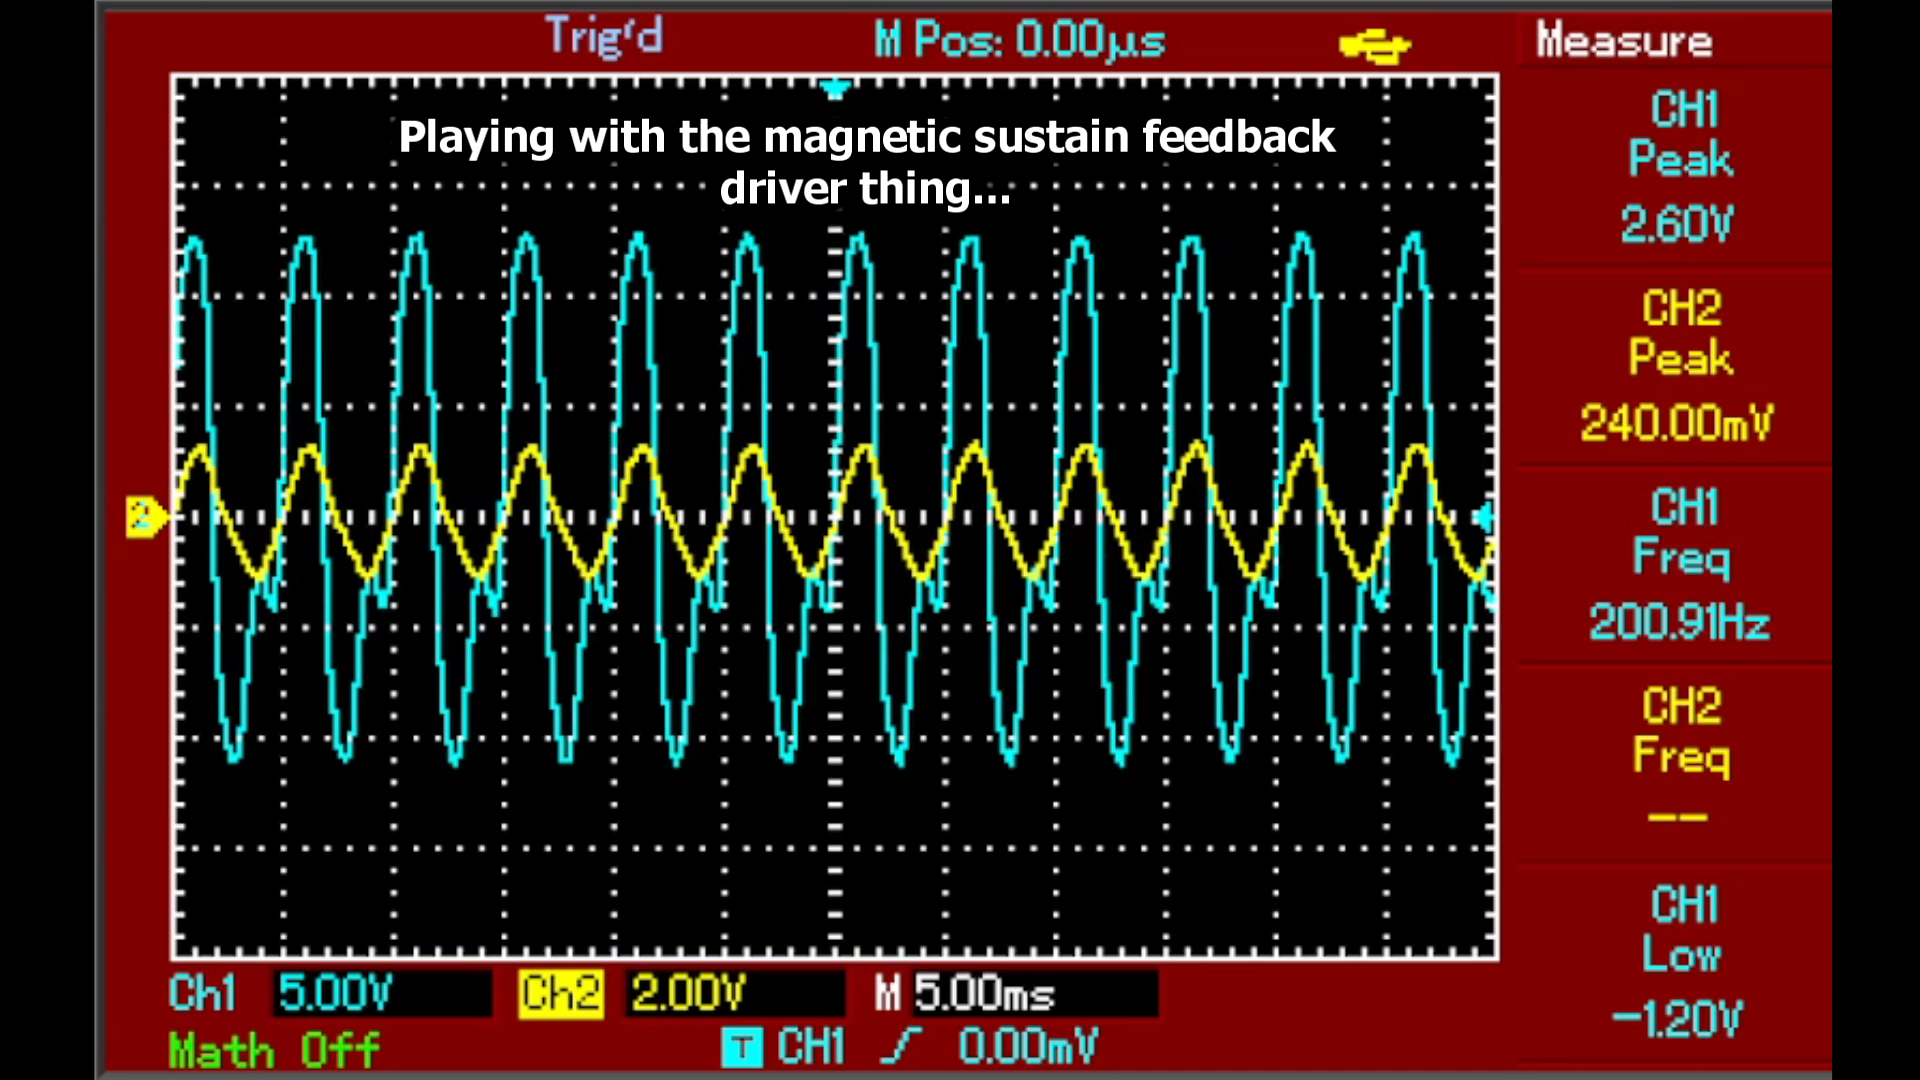 Trig'd M Pos: 0.00µs Measure
Playing with the magnetic sustain feedback
driver thing...
CH1
Peak
2.60V
CH2
Peak
240.00mV
CH1
Freq
200.91Hz
CH2
Freq
--
CH1
Low
-1.20V
2
Ch1 5.00V Ch2 2.00V M 5.00ms
Math Off T CH1 0.00mV